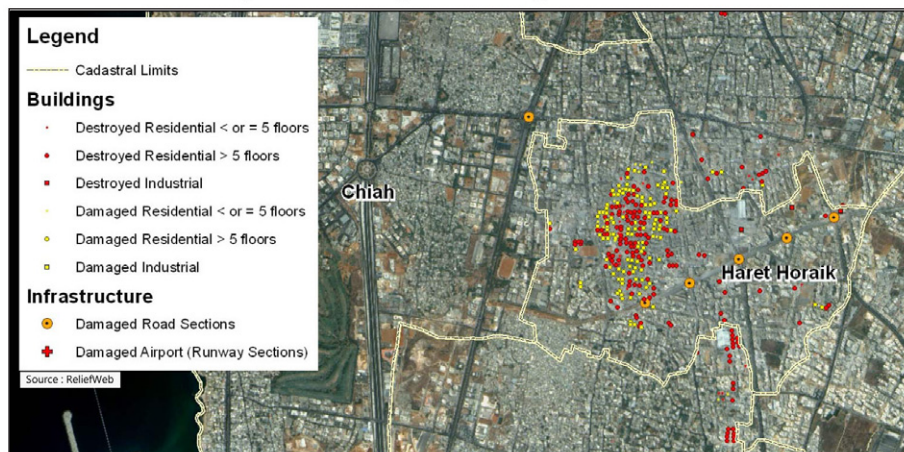 Legend
Cadastral Limits
Buildings
Destroyed Residential < or = 5 floors
Destroyed Residential > 5 floors
Destroyed Industrial
Damaged Residential < or = 5 floors
Damaged Residential > 5 floors
Damaged Industrial
Infrastructure
Damaged Road Sections
Damaged Airport (Runway Sections)
Source : ReliefWeb
Chiah
Haret Horaik